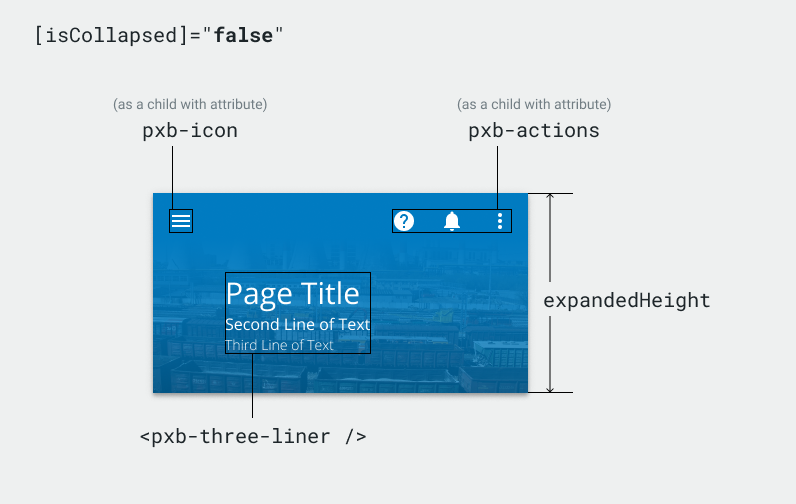 [isCollapsed]="false"
(as a child with attribute)
pxb-icon
(as a child with attribute)
pxb-actions
Page Title
Second Line of Text
Third Line of Text
expandedHeight
<pxb-three-liner />